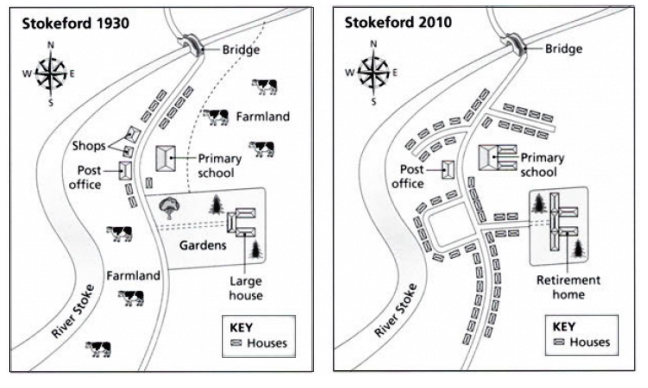 Stokeford 1930
N
W E
S
Bridge
Farmland
Shops
Post
office
Primary
school
Gardens
Farmland
Large
house
River Stoke
KEY
Houses
Stokeford 2010
N
W E
S
Bridge
Post
office
Primary
school
Retirement
home
River Stoke
KEY
Houses